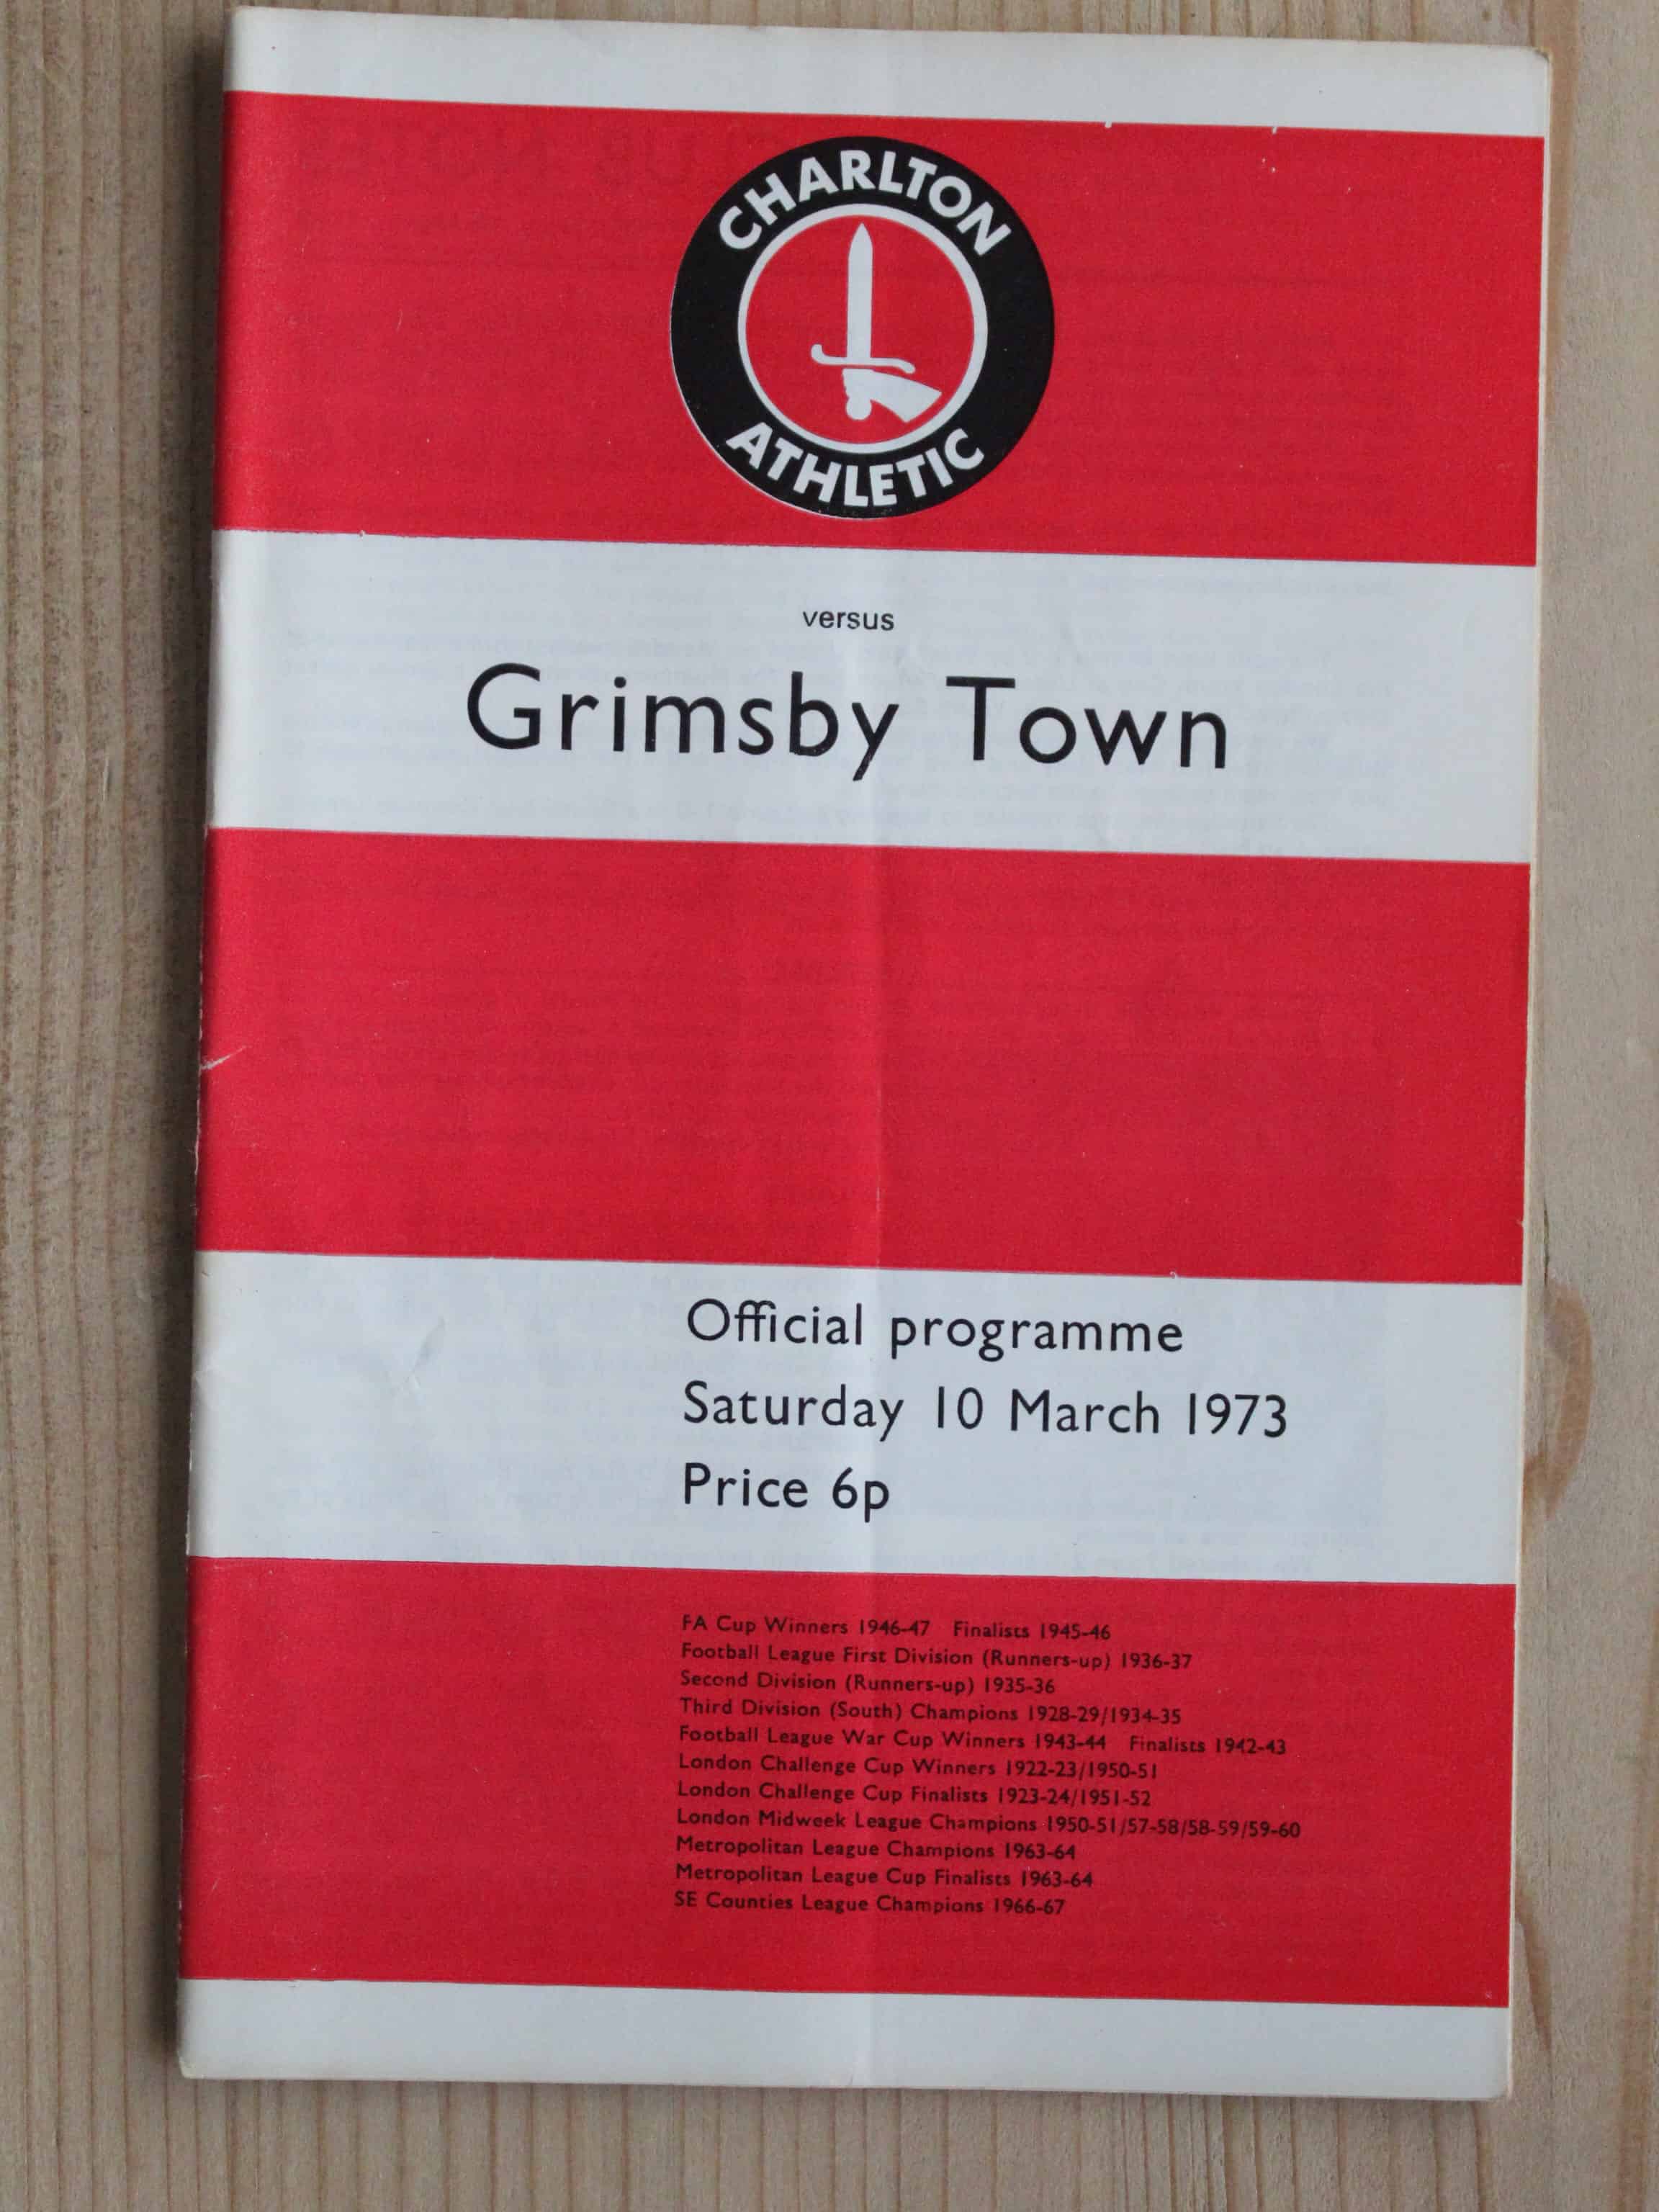 CHARLTON
ATHLETIC
versus
Grimsby Town
Official programme
Saturday 10 March 1973
Price 6p
FA Cup Winners 1946-47 Finalists 1945-46
Football League First Division (Runners-up) 1936-37
Second Division (Runners-up) 1935-36
Third Division (South) Champions 1928-29/1934-35
Football League War Cup Winners 1943-44 Finalists 1942-43
London Challenge Cup Winners 1922-23/1950-51
London Challenge Cup Finalists 1923-24/1951-52
London Midweek League Champions 1950-51/57-58/58-59/59-60
Metropolitan League Champions 1963-64
Metropolitan League Cup Finalists 1963-64
SE Counties League Champions 1966-67